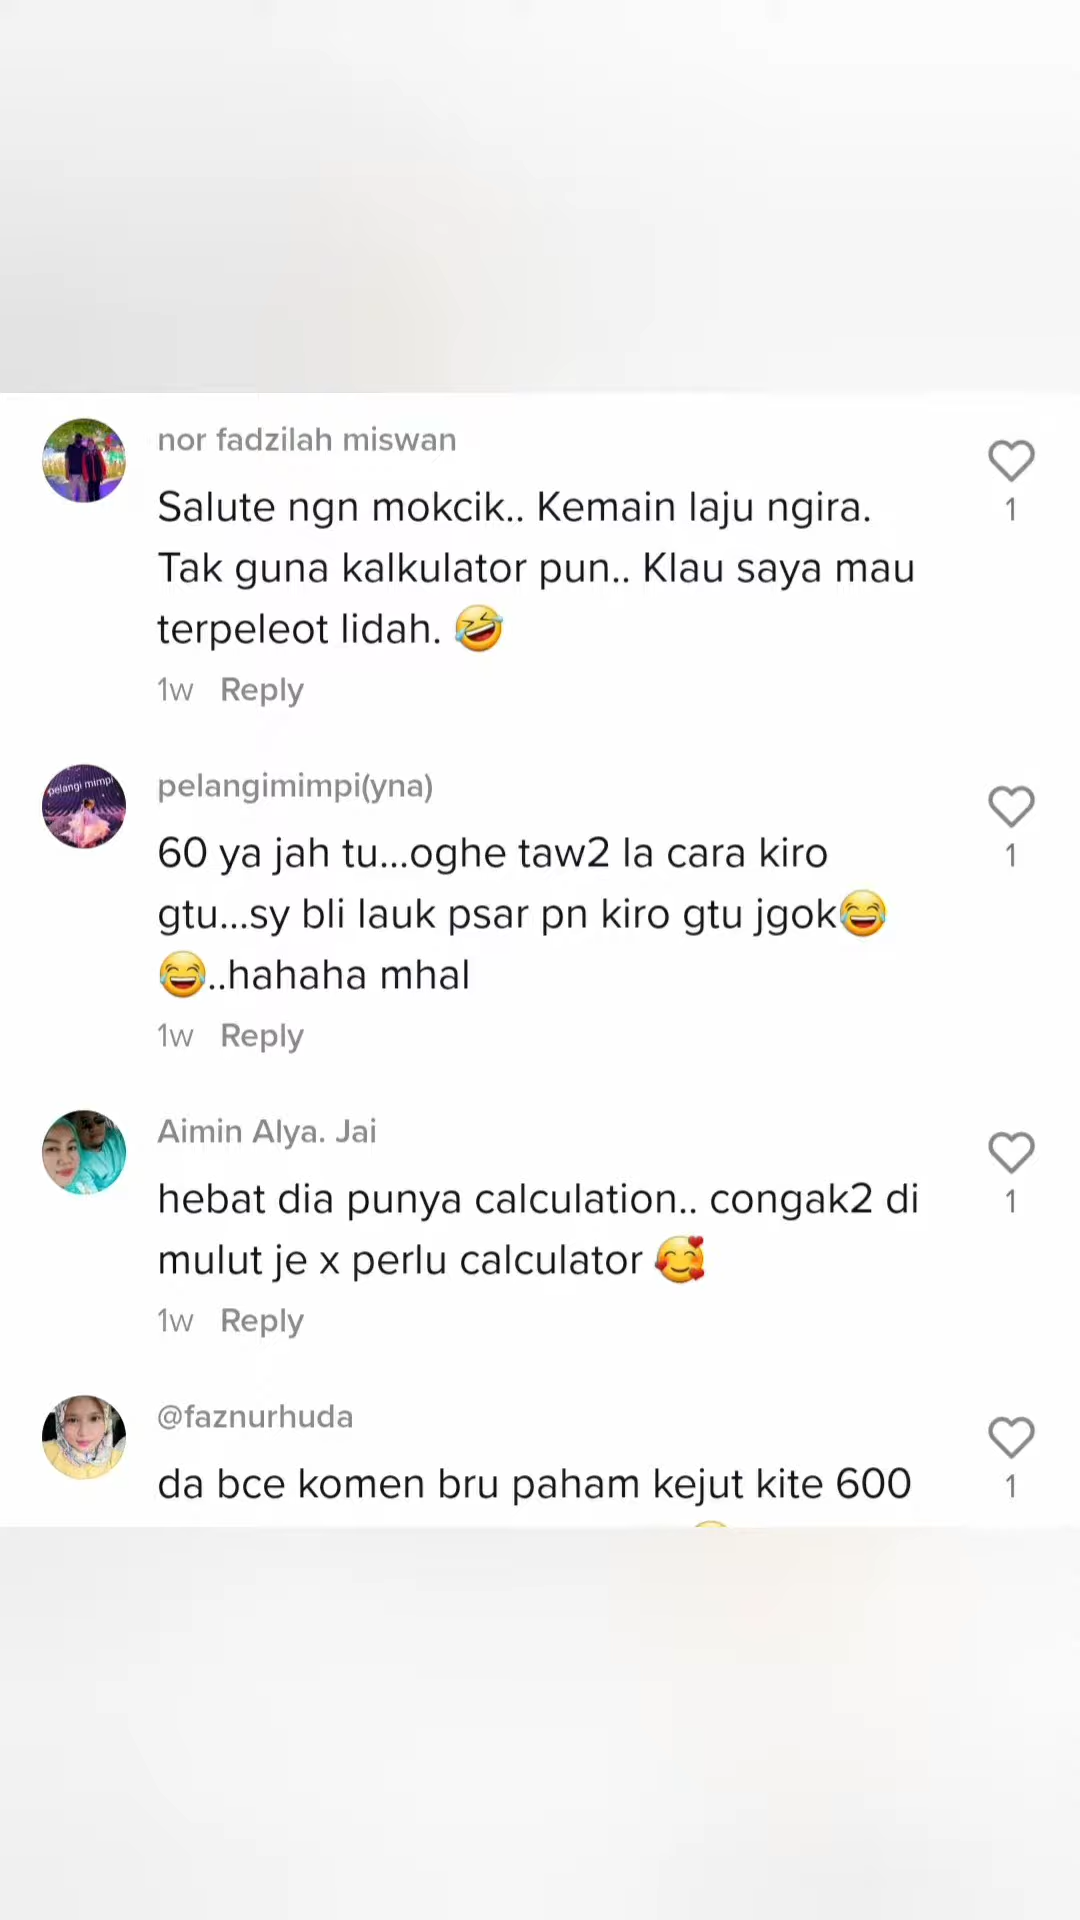 nor fadzilah miswan
Salute ngn mokcik.. Kemain laju ngira.
Tak guna kalkulator pun.. Klau saya mau
terpeleot lidah. 🤣
1
1w Reply
pelangi mimpi
pelangimimpi(yna)
60 ya jah tu...oghe taw2 la cara kiro
gtu...sy bli lauk psar pn kiro gtu jgok😂
😂..hahaha mhal
1
1w Reply
Aimin Alya. Jai
hebat dia punya calculation.. congak2 di
mulut je x perlu calculator 🥰
1
1w Reply
@faznurhuda
da bce komen bru paham kejut kite 600
1